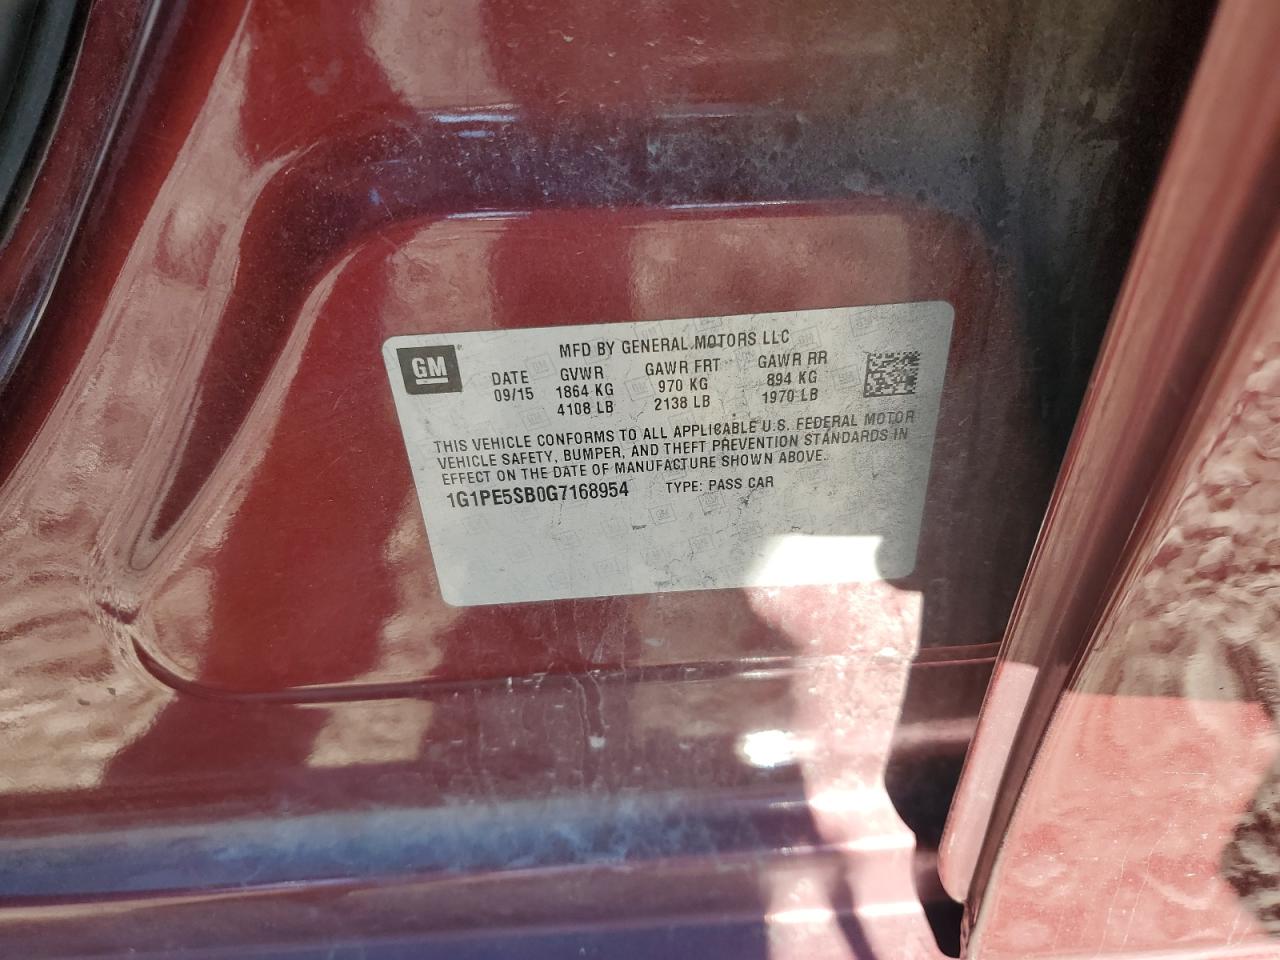 GM
MFD BY GENERAL MOTORS LLC
DATE GVWR GAWR FRT GAWR RR
09/15 1864 KG 970 KG 894 KG
4108 LB 2138 LB 1970 LB
THIS VEHICLE CONFORMS TO ALL APPLICABLE U.S. FEDERAL MOTOR
VEHICLE SAFETY, BUMPER, AND THEFT PREVENTION STANDARDS IN
EFFECT ON THE DATE OF MANUFACTURE SHOWN ABOVE.
1G1PE5SB0G7168954 TYPE: PASS CAR